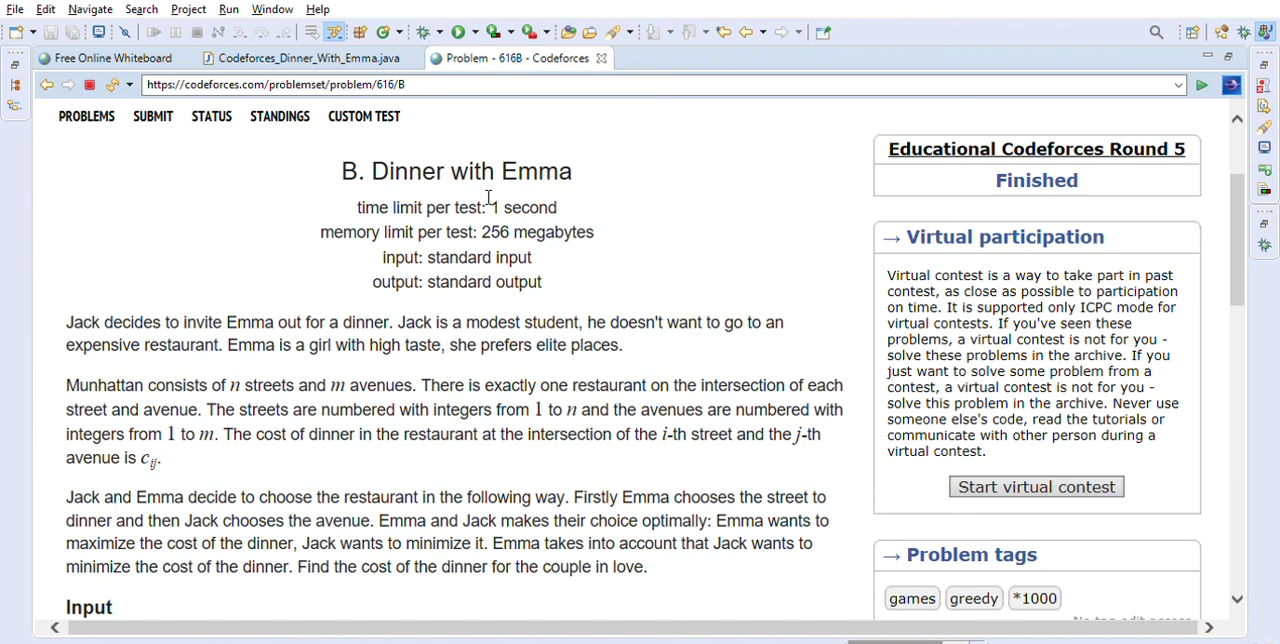 File Edit Navigate Search Project Run Window Help
Free Online Whiteboard
Codeforces_Dinner_With_Emma.java
Problem - 616B - Codeforces
https://codeforces.com/problemset/problem/616/B
PROBLEMS SUBMIT STATUS STANDINGS CUSTOM TEST
B. Dinner with Emma
time limit per test: 1 second
memory limit per test: 256 megabytes
input: standard input
output: standard output
Jack decides to invite Emma out for a dinner. Jack is a modest student, he doesn't want to go to an
expensive restaurant. Emma is a girl with high taste, she prefers elite places.
Munhattan consists of n streets and m avenues. There is exactly one restaurant on the intersection of each
street and avenue. The streets are numbered with integers from 1 to n and the avenues are numbered with
integers from 1 to m. The cost of dinner in the restaurant at the intersection of the i-th street and the j-th
avenue is cij.
Jack and Emma decide to choose the restaurant in the following way. Firstly Emma chooses the street to
dinner and then Jack chooses the avenue. Emma and Jack makes their choice optimally: Emma wants to
maximize the cost of the dinner, Jack wants to minimize it. Emma takes into account that Jack wants to
minimize the cost of the dinner. Find the cost of the dinner for the couple in love.
Input
Educational Codeforces Round 5
Finished
→ Virtual participation
Virtual contest is a way to take part in past
contest, as close as possible to participation
on time. It is supported only ICPC mode for
virtual contests. If you've seen these
problems, a virtual contest is not for you -
solve these problems in the archive. If you
just want to solve some problem from a
contest, a virtual contest is not for you -
solve this problem in the archive. Never use
someone else's code, read the tutorials or
communicate with other person during a
virtual contest.
Start virtual contest
→ Problem tags
games greedy *1000